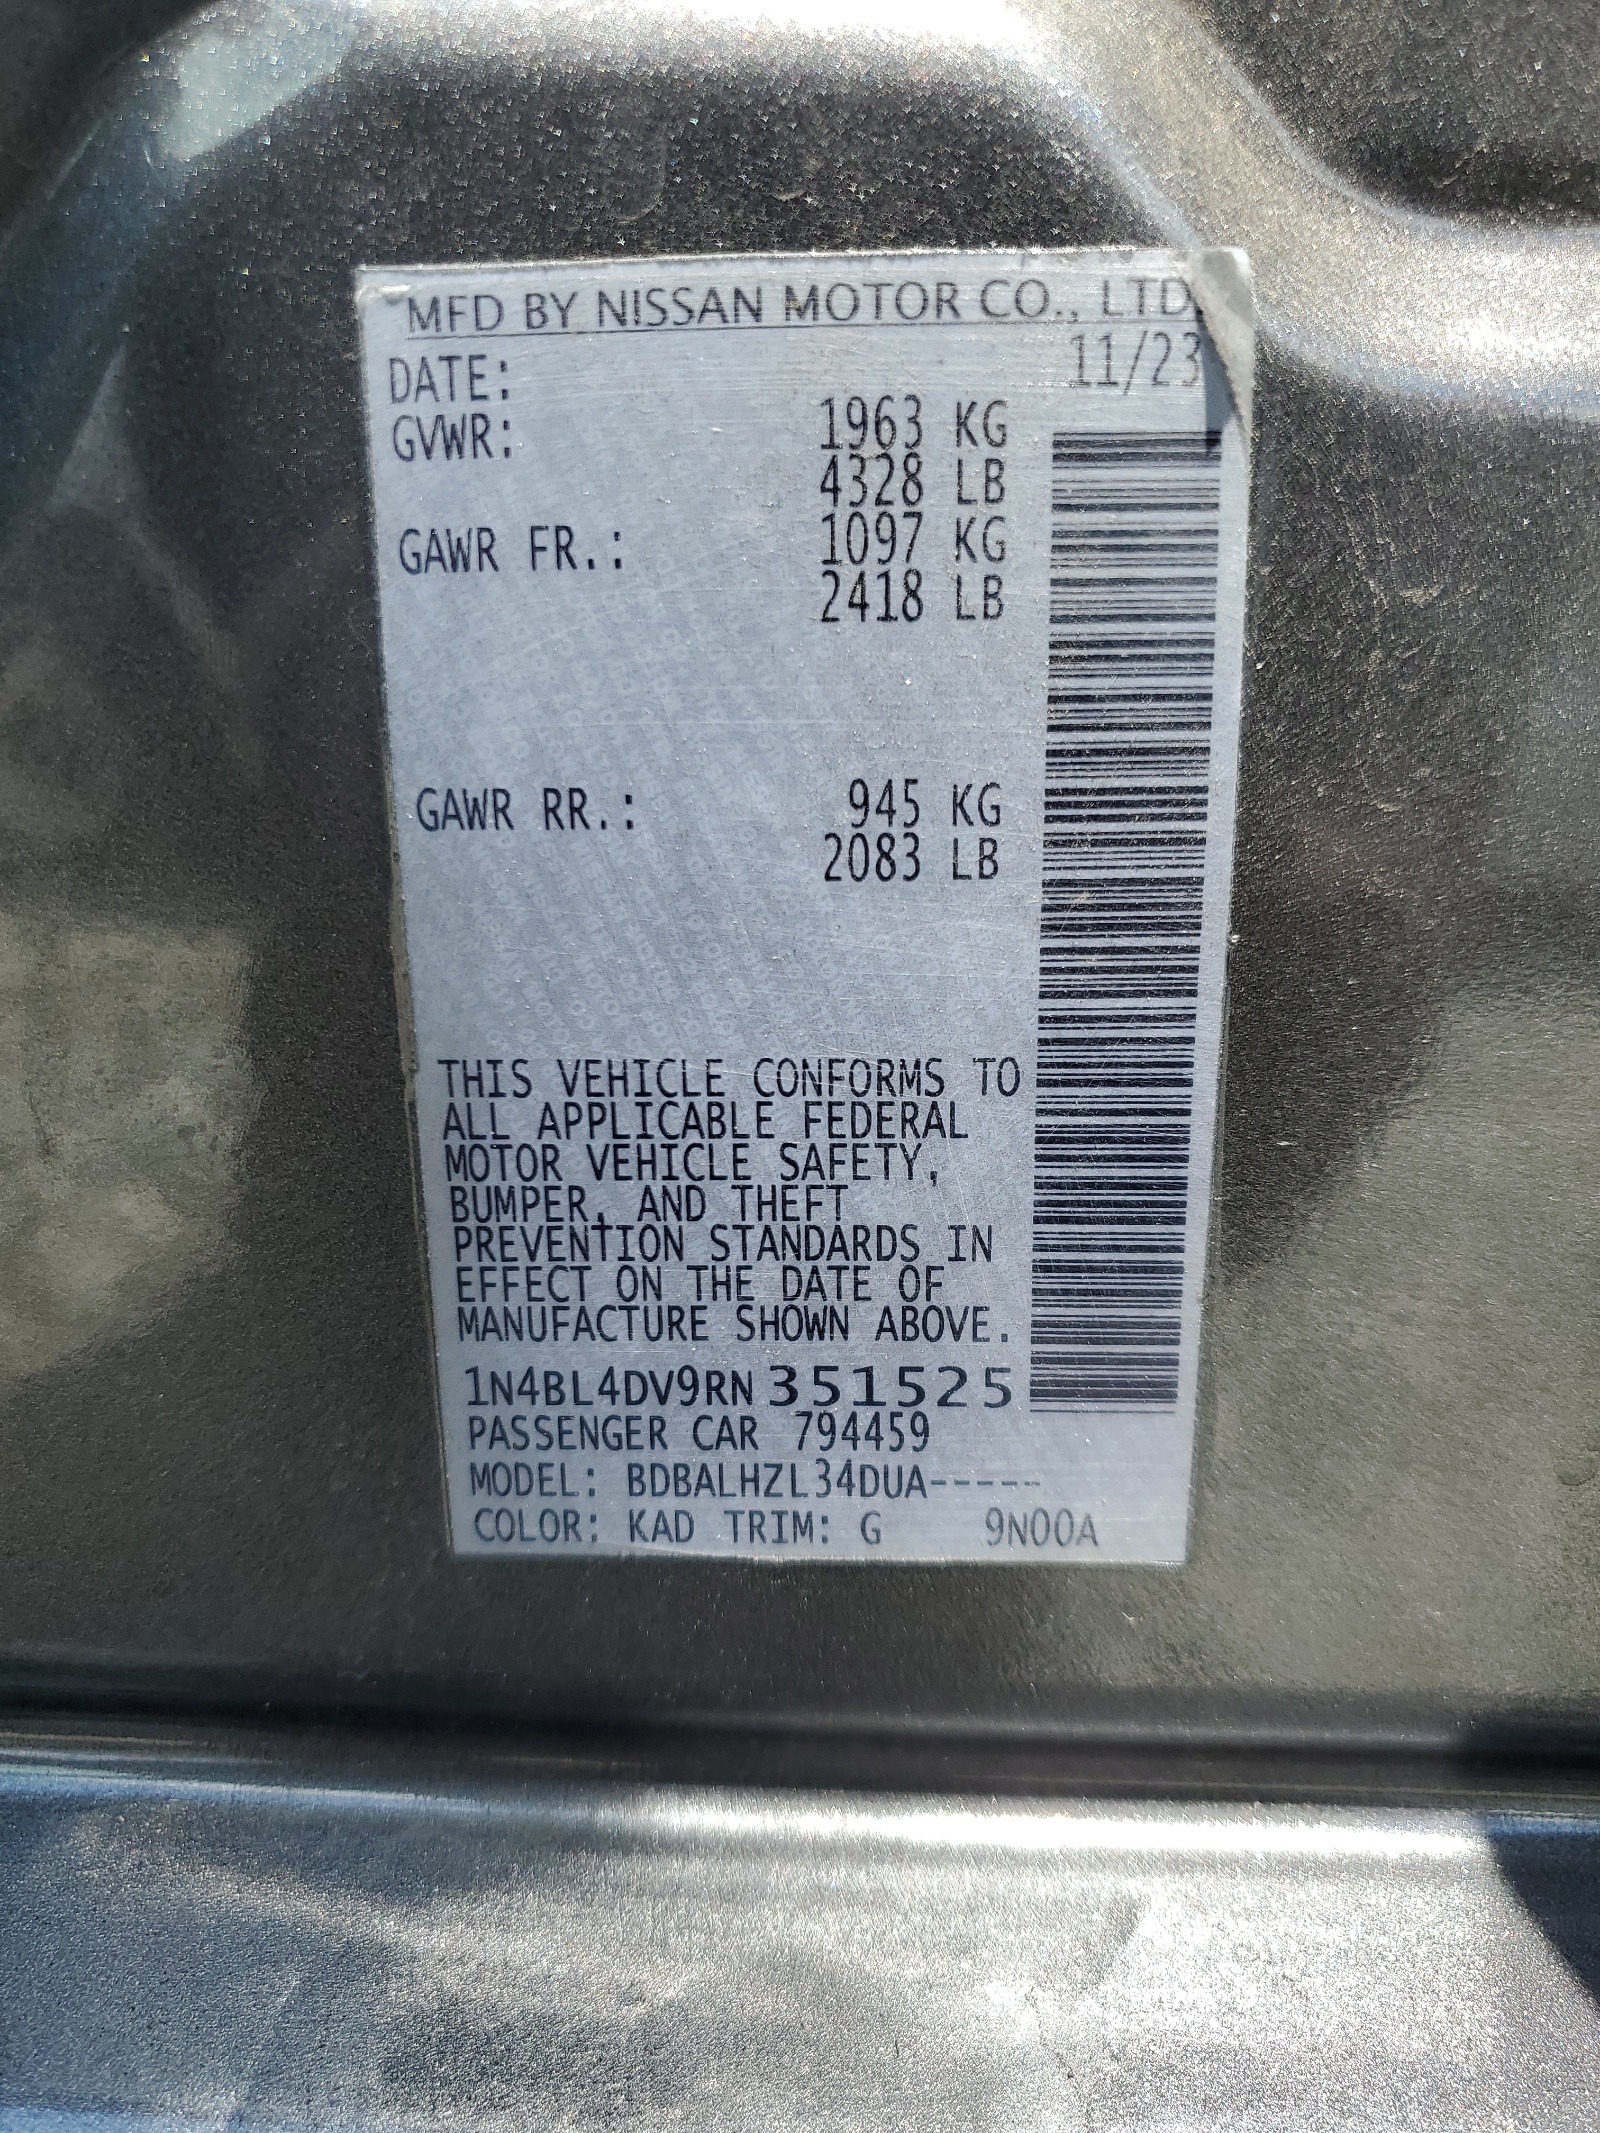 MFD BY NISSAN MOTOR CO., LTD.
DATE: 11/23
GVWR: 1963 KG
4328 LB
GAWR FR.: 1097 KG
2418 LB
GAWR RR.: 945 KG
2083 LB
THIS VEHICLE CONFORMS TO
ALL APPLICABLE FEDERAL
MOTOR VEHICLE SAFETY,
BUMPER, AND THEFT
PREVENTION STANDARDS IN
EFFECT ON THE DATE OF
MANUFACTURE SHOWN ABOVE.
1N4BL4DV9RN351525
PASSENGER CAR 794459
MODEL: BDBALHZL34DUA-----
COLOR: KAD TRIM: G 9N00A